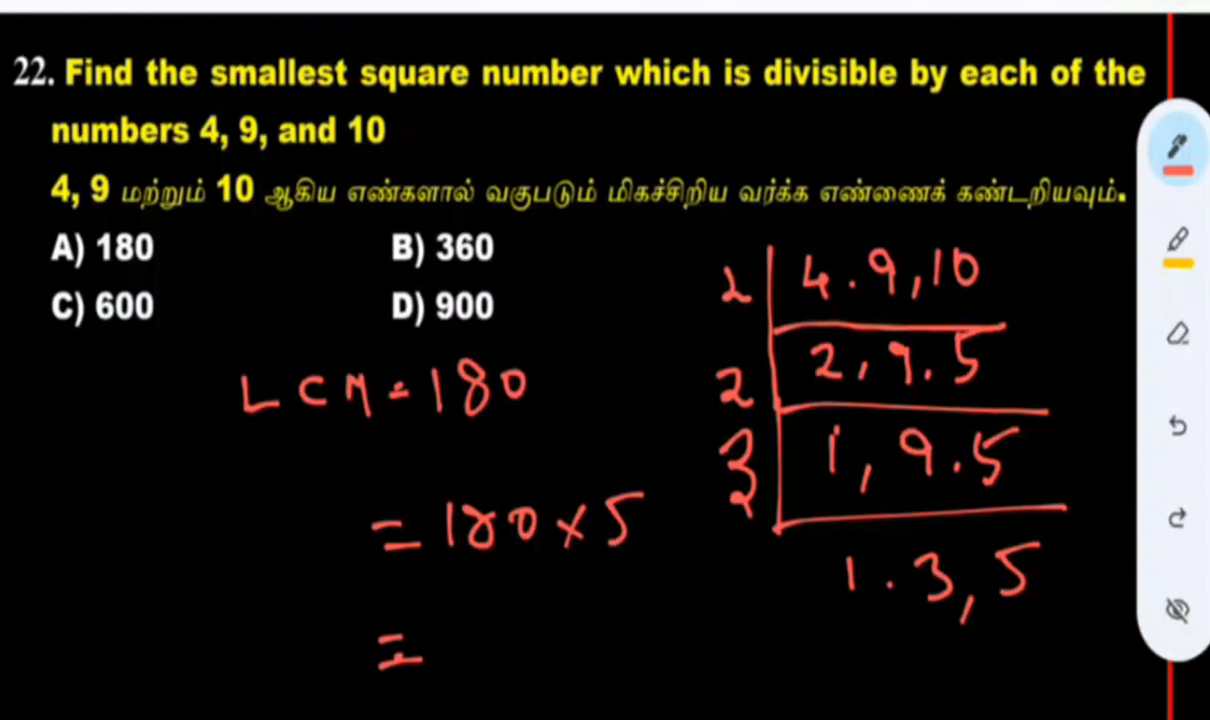 22. Find the smallest square number which is divisible by each of the
numbers 4, 9, and 10
4, 9 மற்றும் 10 ஆகிய எண்களால் வகுபடும் மிகச்சிறிய வர்க்க எண்ணைக் கண்டறியவும்.
A) 180 B) 360
C) 600 D) 900
2 | 4 . 9 , 10
2 | 2 , 9 . 5
3 | 1 , 9 . 5
1 . 3 , 5
LCM = 180
= 180 × 5
=